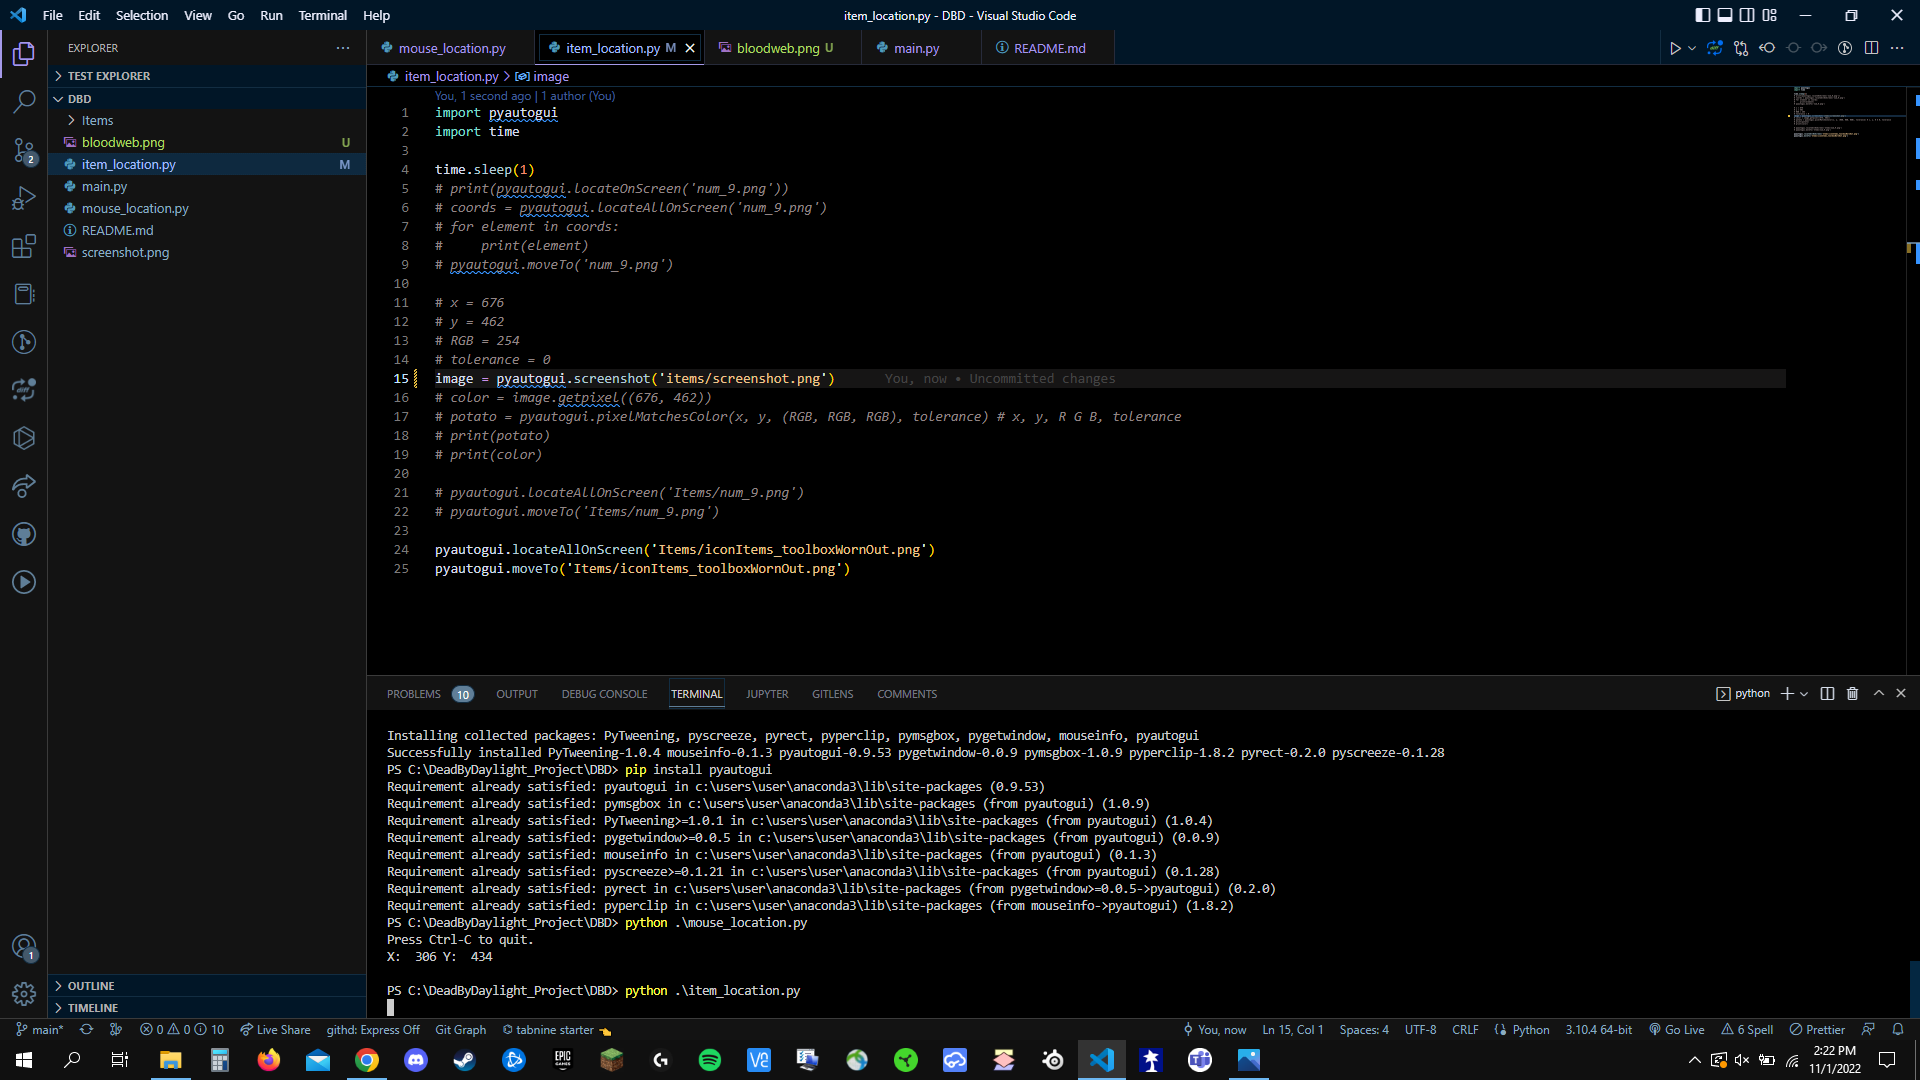 File Edit Selection View Go Run Terminal Help
item_location.py - DBD - Visual Studio Code
EXPLORER
TEST EXPLORER
DBD
Items
bloodweb.png U
item_location.py M
main.py
mouse_location.py
README.md
screenshot.png
OUTLINE
TIMELINE
mouse_location.py item_location.py M bloodweb.png U main.py README.md
item_location.py > image
You, 1 second ago | 1 author (You)
1 import pyautogui
2 import time
3
4 time.sleep(1)
5 # print(pyautogui.locateOnScreen('num_9.png'))
6 # coords = pyautogui.locateAllOnScreen('num_9.png')
7 # for element in coords:
8 #     print(element)
9 # pyautogui.moveTo('num_9.png')
10
11 # x = 676
12 # y = 462
13 # RGB = 254
14 # tolerance = 0
15 image = pyautogui.screenshot('items/screenshot.png') You, now • Uncommitted changes
16 # color = image.getpixel((676, 462))
17 # potato = pyautogui.pixelMatchesColor(x, y, (RGB, RGB, RGB), tolerance) # x, y, R G B, tolerance
18 # print(potato)
19 # print(color)
20
21 # pyautogui.locateAllOnScreen('Items/num_9.png')
22 # pyautogui.moveTo('Items/num_9.png')
23
24 pyautogui.locateAllOnScreen('Items/iconItems_toolboxWornOut.png')
25 pyautogui.moveTo('Items/iconItems_toolboxWornOut.png')
PROBLEMS 10 OUTPUT DEBUG CONSOLE TERMINAL JUPYTER GITLENS COMMENTS
python
Installing collected packages: PyTweening, pyscreeze, pyrect, pyperclip, pymsgbox, pygetwindow, mouseinfo, pyautogui
Successfully installed PyTweening-1.0.4 mouseinfo-0.1.3 pyautogui-0.9.53 pygetwindow-0.0.9 pymsgbox-1.0.9 pyperclip-1.8.2 pyrect-0.2.0 pyscreeze-0.1.28
PS C:\DeadByDaylight_Project\DBD> pip install pyautogui
Requirement already satisfied: pyautogui in c:\users\user\anaconda3\lib\site-packages (0.9.53)
Requirement already satisfied: pymsgbox in c:\users\user\anaconda3\lib\site-packages (from pyautogui) (1.0.9)
Requirement already satisfied: PyTweening>=1.0.1 in c:\users\user\anaconda3\lib\site-packages (from pyautogui) (1.0.4)
Requirement already satisfied: pygetwindow>=0.0.5 in c:\users\user\anaconda3\lib\site-packages (from pyautogui) (0.0.9)
Requirement already satisfied: mouseinfo in c:\users\user\anaconda3\lib\site-packages (from pyautogui) (0.1.3)
Requirement already satisfied: pyscreeze>=0.1.21 in c:\users\user\anaconda3\lib\site-packages (from pyautogui) (0.1.28)
Requirement already satisfied: pyrect in c:\users\user\anaconda3\lib\site-packages (from pygetwindow>=0.0.5->pyautogui) (0.2.0)
Requirement already satisfied: pyperclip in c:\users\user\anaconda3\lib\site-packages (from mouseinfo->pyautogui) (1.8.2)
PS C:\DeadByDaylight_Project\DBD> python .\mouse_location.py
Press Ctrl-C to quit.
X:  306 Y:  434
PS C:\DeadByDaylight_Project\DBD> python .\item_location.py
2
1
main* 0 0 10 Live Share githd: Express Off Git Graph tabnine starter
You, now Ln 15, Col 1 Spaces: 4 UTF-8 CRLF Python 3.10.4 64-bit Go Live 6 Spell Prettier
EPIC GAMES
2:22 PM
11/1/2022